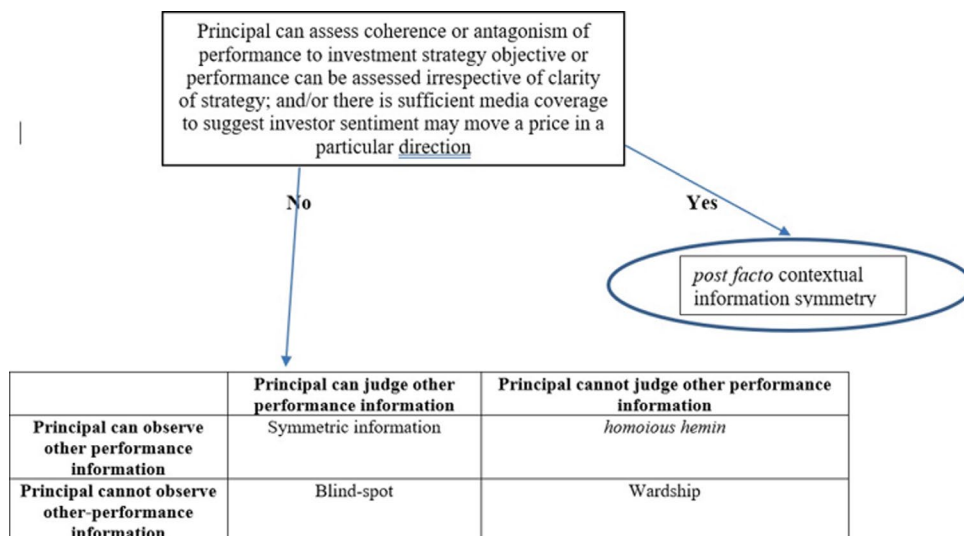 Principal can assess coherence or antagonism of
performance to investment strategy objective or
performance can be assessed irrespective of clarity
of strategy; and/or there is sufficient media coverage
to suggest investor sentiment may move a price in a
particular direction
No
Yes
post facto contextual
information symmetry
Principal can judge other
performance information
Principal cannot judge other performance
information
Principal can observe
other performance
information
Symmetric information
homoious hemin
Principal cannot observe
other-performance
information
Blind-spot
Wardship